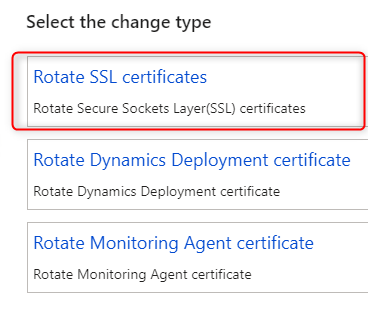 Select the change type
Rotate SSL certificates
Rotate Secure Sockets Layer(SSL) certificates
Rotate Dynamics Deployment certificate
Rotate Dynamics Deployment certificate
Rotate Monitoring Agent certificate
Rotate Monitoring Agent certificate